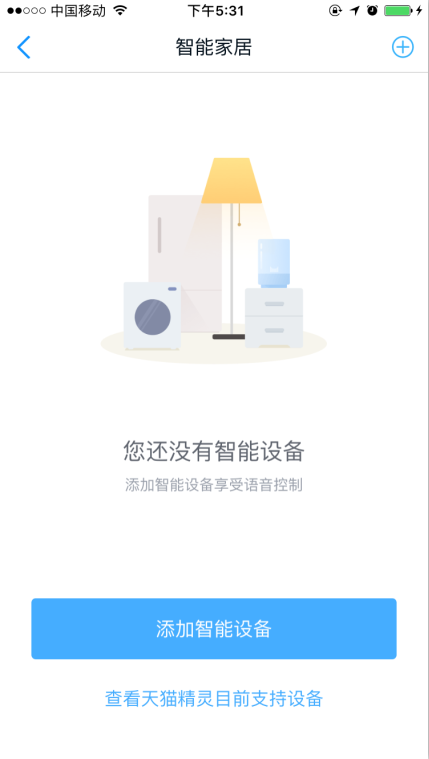 中国移动 下午5:31
智能家居
您还没有智能设备
添加智能设备享受语音控制
添加智能设备
查看天猫精灵目前支持设备